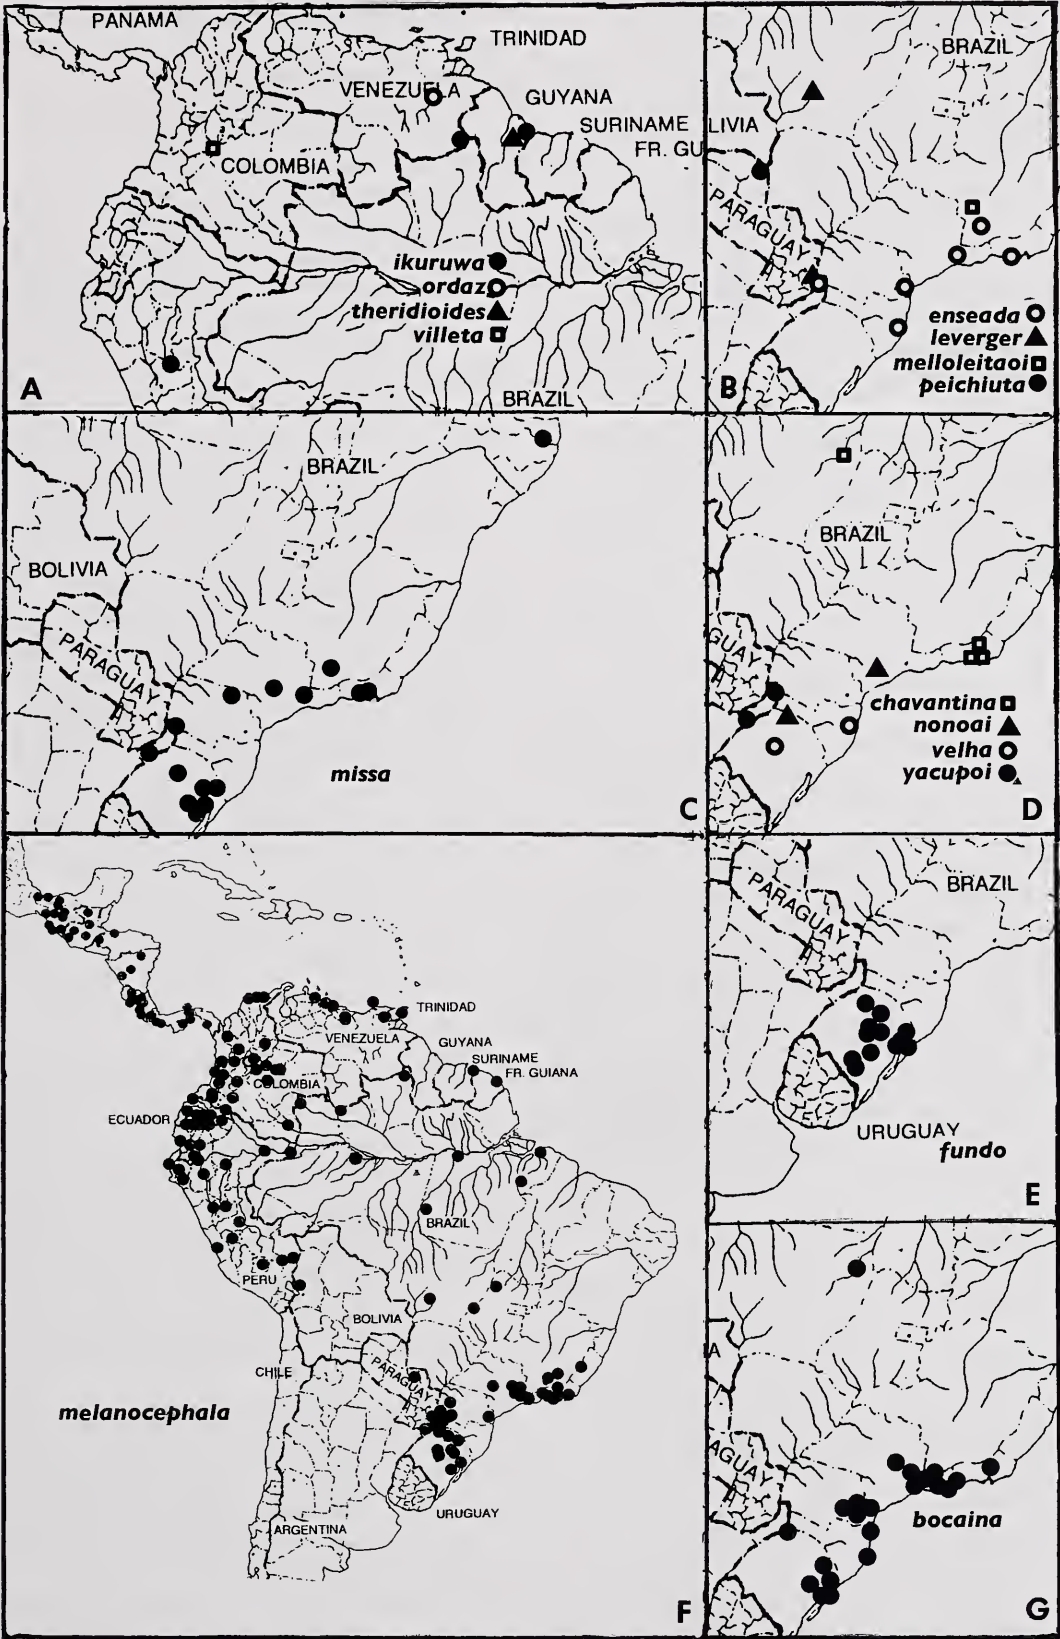 PANAMA
TRINIDAD
VENEZUELA
GUYANA
SURINAME
FR. GU
COLOMBIA
ikuruwa
ordaz
theridioides
villeta
BRAZIL
A
BRAZIL
LIVIA
PARAGUAY
enseada
leverger
melloleitaoi
peichiuta
B
BRAZIL
BOLIVIA
PARAGUAY
missa
C
BRAZIL
GUAY
chavantina
nonoai
velha
yacupoi
D
TRINIDAD
VENEZUELA
GUYANA
SURINAME
FR. GUIANA
COLOMBIA
ECUADOR
BRAZIL
PERU
BOLIVIA
CHILE
PARAGUAY
melanocephala
URUGUAY
ARGENTINA
F
BRAZIL
PARAGUAY
URUGUAY
fundo
E
A
AGUAY
bocaina
G